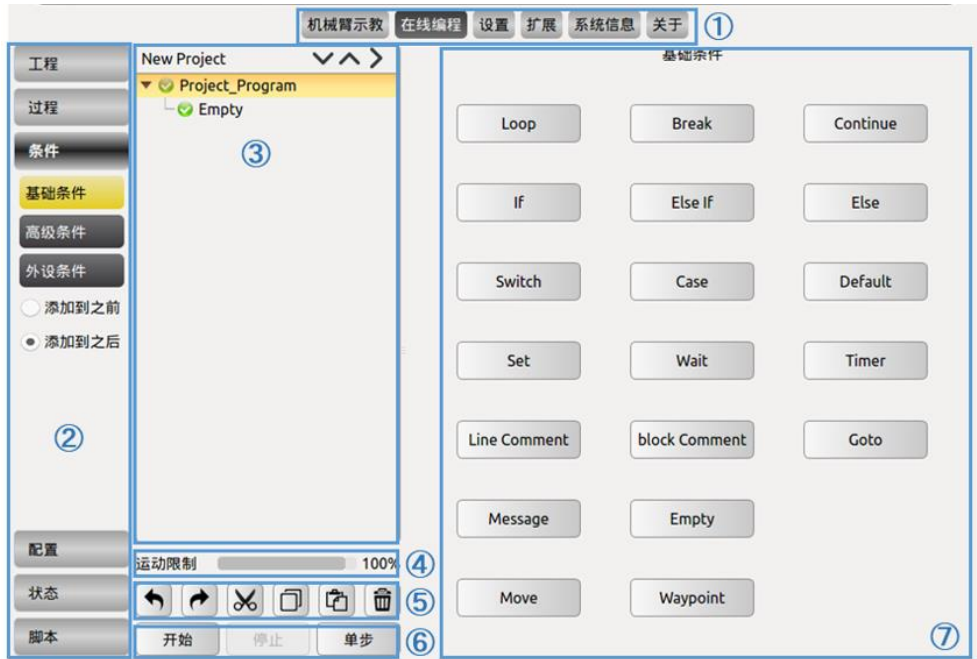 机械臂示教 在线编程 设置 扩展 系统信息 关于 ①
工程
过程
条件
基础条件
高级条件
外设条件
添加到之前
添加到之后
②
配置
状态
脚本
New Project
Project_Program
Empty
③
运动限制 100% ④
⑤
开始 停止 单步 ⑥
基础条件
Loop Break Continue
If Else If Else
Switch Case Default
Set Wait Timer
Line Comment block Comment Goto
Message Empty
Move Waypoint
⑦